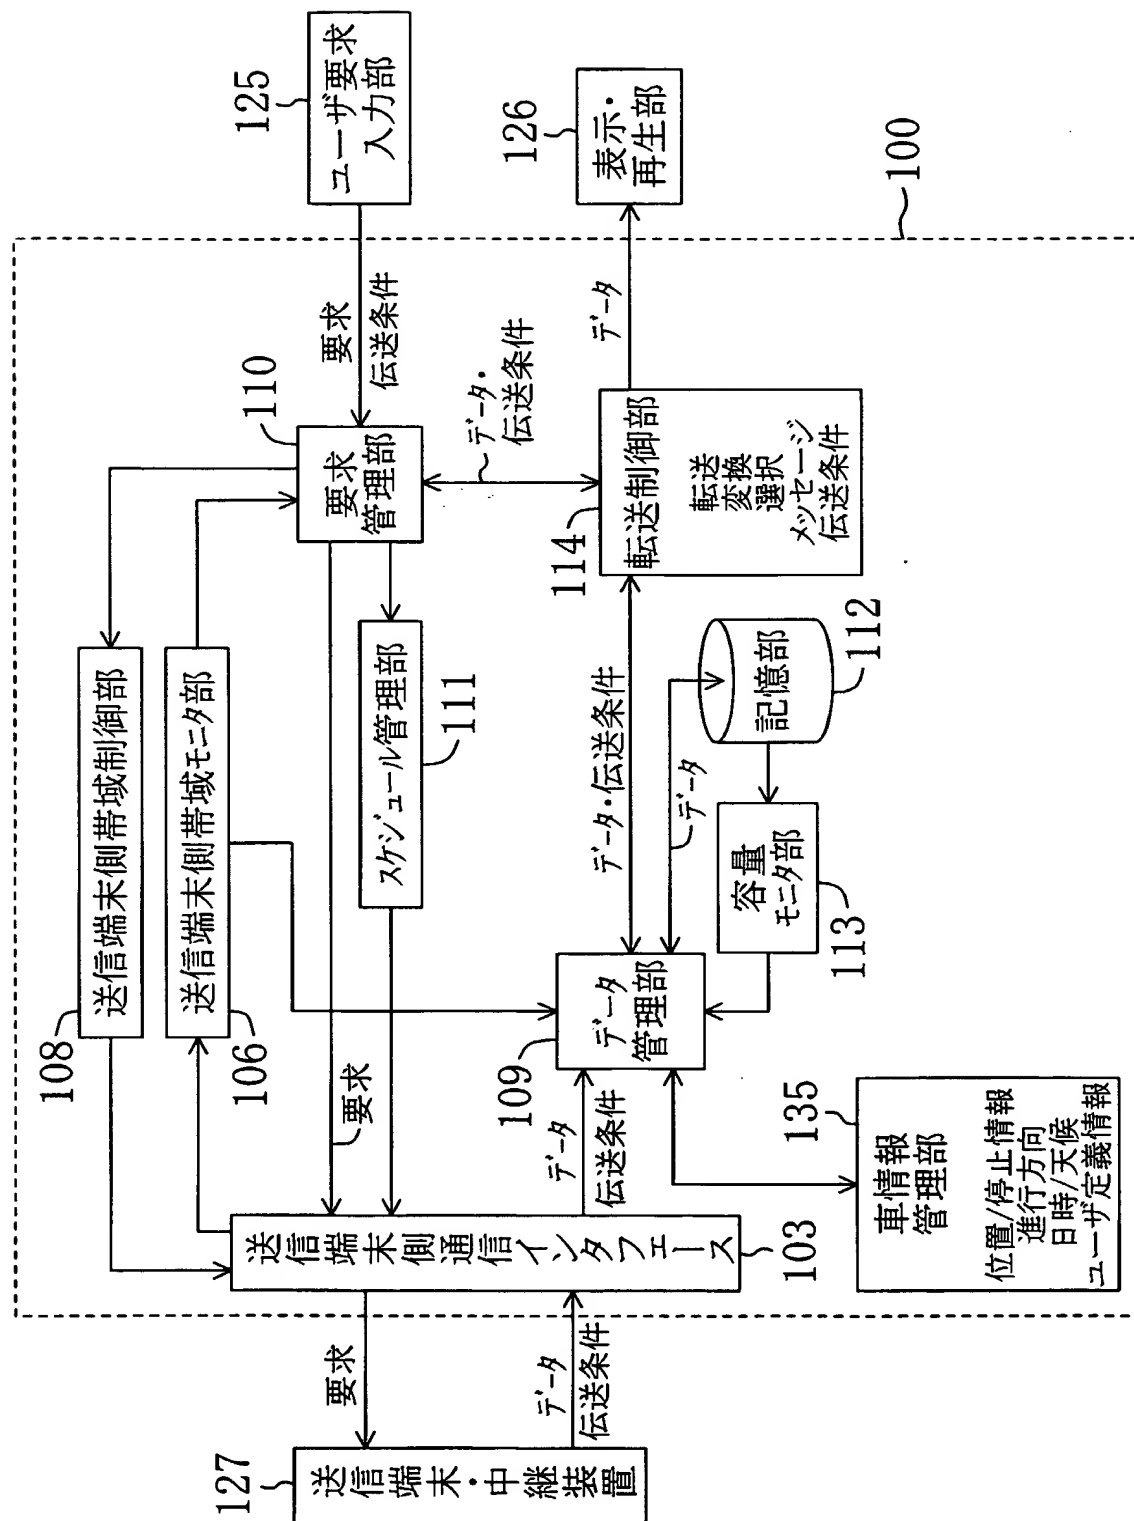 127
送信端末・中継装置
要求
データ
伝送条件
108
送信端末側帯域制御部
106
送信端末側帯域モニタ部
103
送信端末側通信インタフェース
要求
スケジュール管理部
111
110
要求
管理部
要求
伝送条件
125
ユーザ要求
入力部
データ・
伝送条件
データ
伝送条件
109
データ
管理部
データ・伝送条件
データ
114
転送制御部
転送
変換
選択
メッセージ
伝送条件
データ
126
表示・
再生部
100
記憶部
112
容量
モニタ部
113
135
車情報
管理部
位置/停止情報
進行方向
日時/天候
ユーザ定義情報